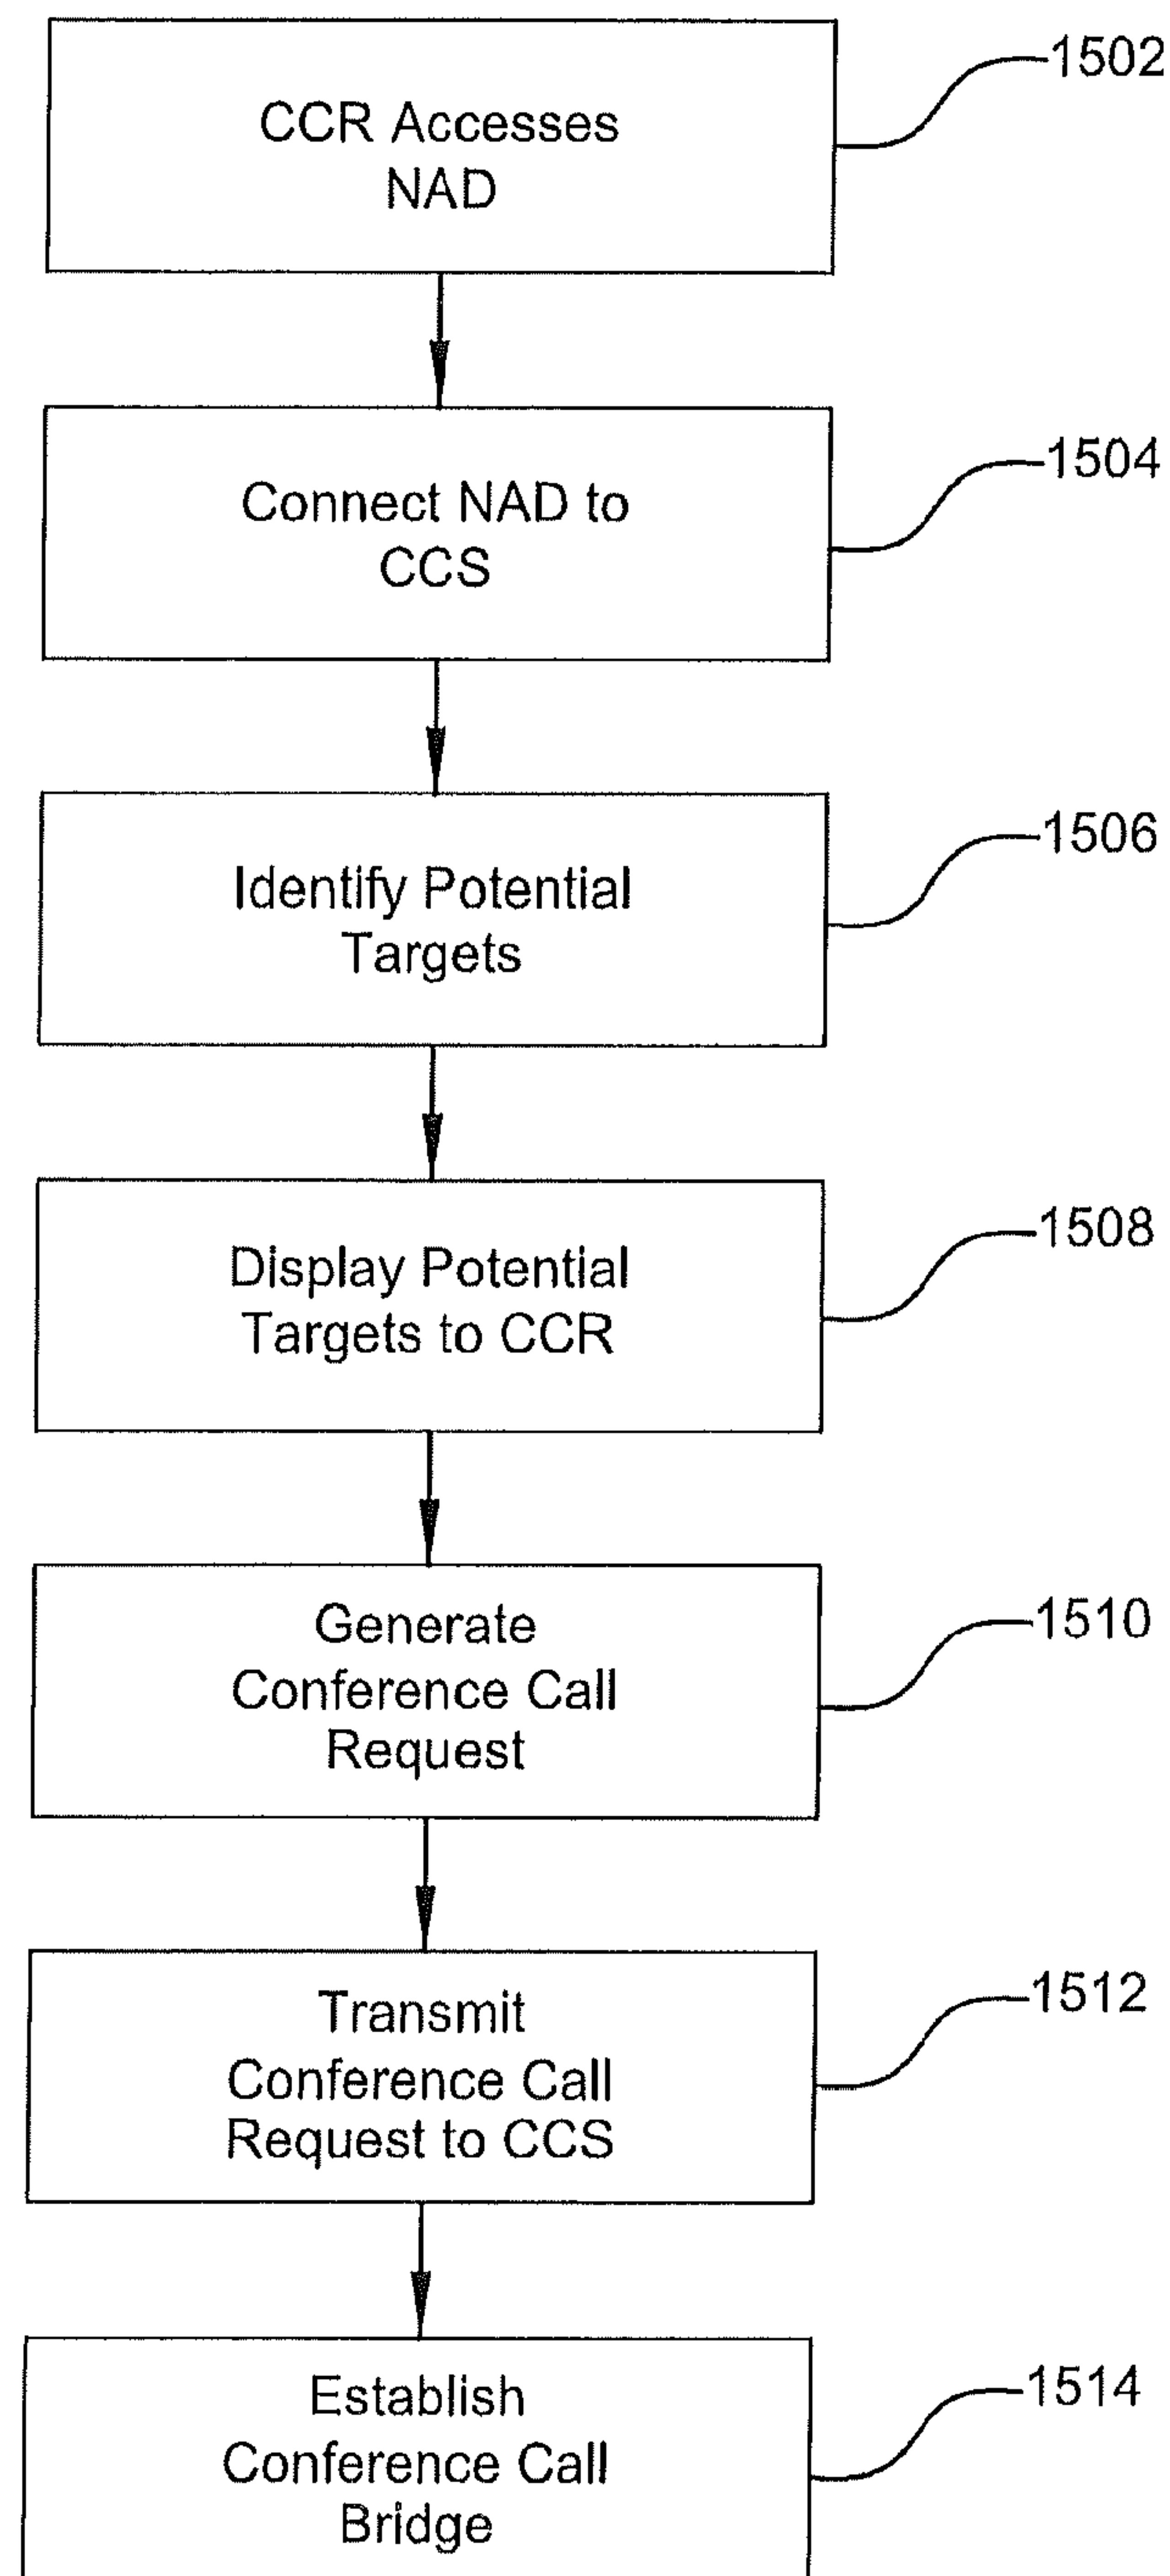 1502
CCR Accesses
NAD
1504
Connect NAD to
CCS
1506
Identify Potential
Targets
1508
Display Potential
Targets to CCR
1510
Generate
Conference Call
Request
1512
Transmit
Conference Call
Request to CCS
1514
Establish
Conference Call
Bridge